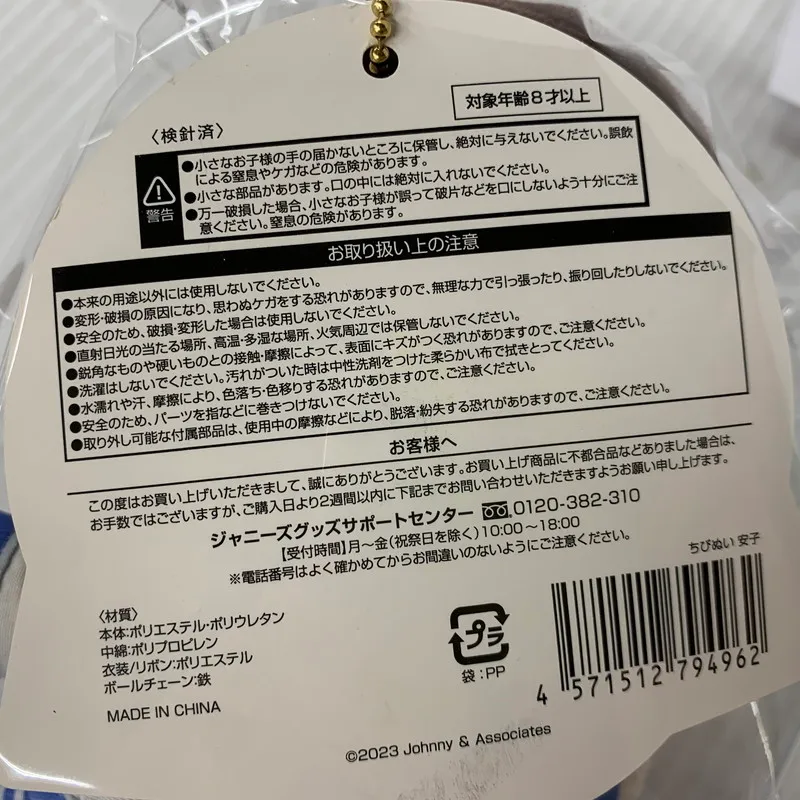 対象年齢8才以上
〈検針済〉
警告
●小さなお子様の手の届かないところに保管し、絶対に与えないでください。誤飲
による窒息やケガなどの危険があります。
●小さな部品があります。口の中には絶対に入れないでください。
●万一破損した場合、小さなお子様が誤って破片などを口にしないよう十分にご注
意ください。窒息の危険があります。
お取り扱い上の注意
●本来の用途以外には使用しないでください。
●変形・破損の原因になり、思わぬケガをする恐れがありますので、無理な力で引っ張ったり、振り回したりしないでください。
●安全のため、破損・変形した場合は使用しないでください。
●直射日光の当たる場所、高温・多湿な場所、火気周辺では保管しないでください。
●鋭角なものや硬いものとの接触・摩擦によって、表面にキズがつく恐れがありますので、ご注意ください。
●洗濯はしないでください。汚れがついた時は中性洗剤をつけた柔らかい布で拭きとってください。
●水濡れや汗、摩擦により、色落ち・色移りする恐れがありますので、ご注意ください。
●安全のため、パーツを指などに巻きつけないでください。
●取り外し可能な付属部品は、使用中の摩擦などにより、脱落・紛失する恐れがありますので、ご注意ください。
お客様へ
この度はお買い上げいただきまして、誠にありがとうございます。お買い上げ商品に不都合品などありました場合は、
お手数ではございますが、ご購入日より2週間以内に下記までお問い合わせいただきますようお願い申し上げます。
ジャニーズグッズサポートセンター 0120-382-310
【受付時間】月〜金(祝祭日を除く)10:00〜18:00
※電話番号はよく確かめてからお間違いのないようにご注意ください。
ちびぬい 安子
〈材質〉
本体:ポリエステル・ポリウレタン
中綿:ポリプロピレン
衣装/リボン:ポリエステル
ボールチェーン:鉄
MADE IN CHINA
プラ
袋:PP
4 571512 794962
©2023 Johnny & Associates